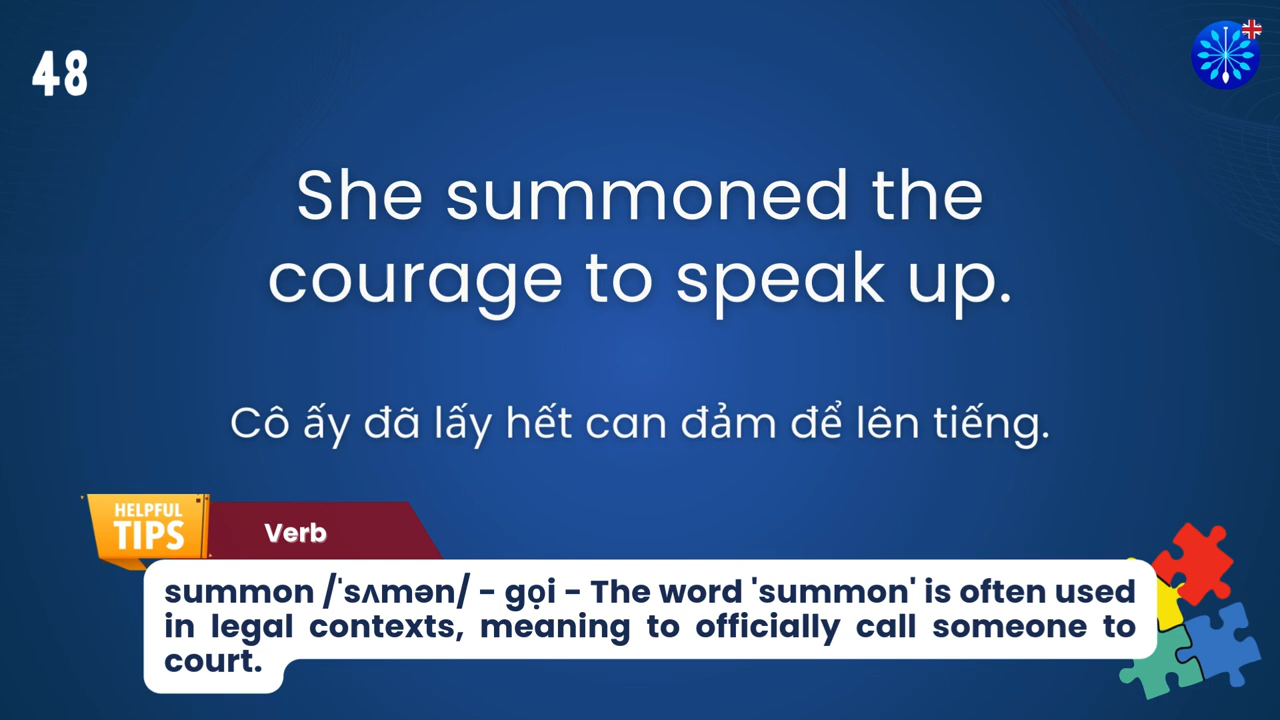 48
She summoned the
courage to speak up.
Cô ấy đã lấy hết can đảm để lên tiếng.
HELPFUL
TIPS
Verb
summon /ˈsʌmən/ - gọi - The word 'summon' is often used
in legal contexts, meaning to officially call someone to
court.